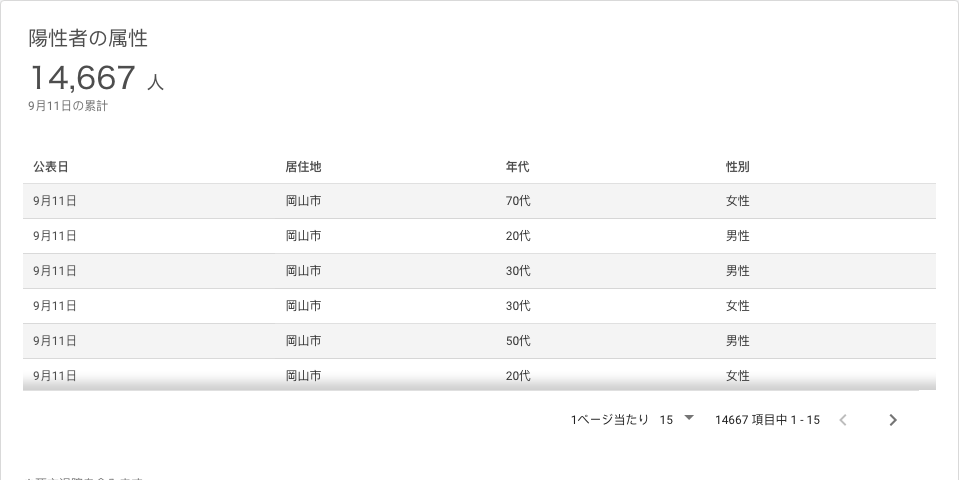 陽性者の属性
14,667 人
9月11日の累計
公表日 居住地 年代 性別
9月11日 岡山市 70代 女性
9月11日 岡山市 20代 男性
9月11日 岡山市 30代 男性
9月11日 岡山市 30代 女性
9月11日 岡山市 50代 男性
9月11日 岡山市 20代 女性
1ページ当たり 15 14667 項目中 1 - 15